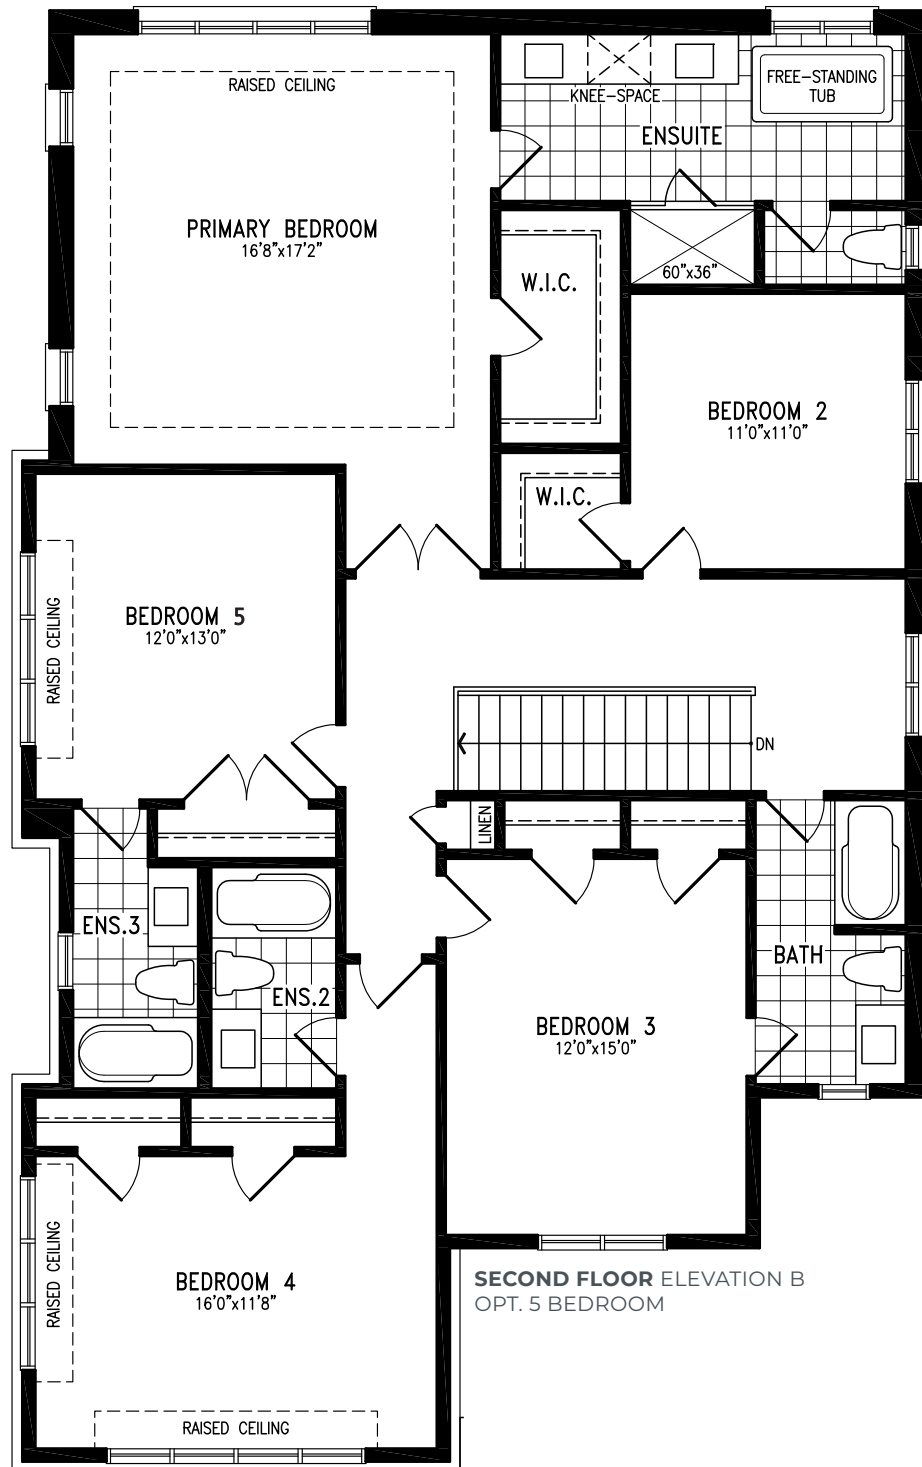 RAISED CEILING
KNEE-SPACE
FREE-STANDING
TUB
ENSUITE
PRIMARY BEDROOM
16'8"x17'2"
W.I.C.
60"x36"
BEDROOM 2
11'0"x11'0"
W.I.C.
BEDROOM 5
12'0"x13'0"
RAISED CEILING
DN
LINEN
ENS.3
ENS.2
BATH
BEDROOM 3
12'0"x15'0"
RAISED CEILING
BEDROOM 4
16'0"x11'8"
SECOND FLOOR ELEVATION B
OPT. 5 BEDROOM
RAISED CEILING